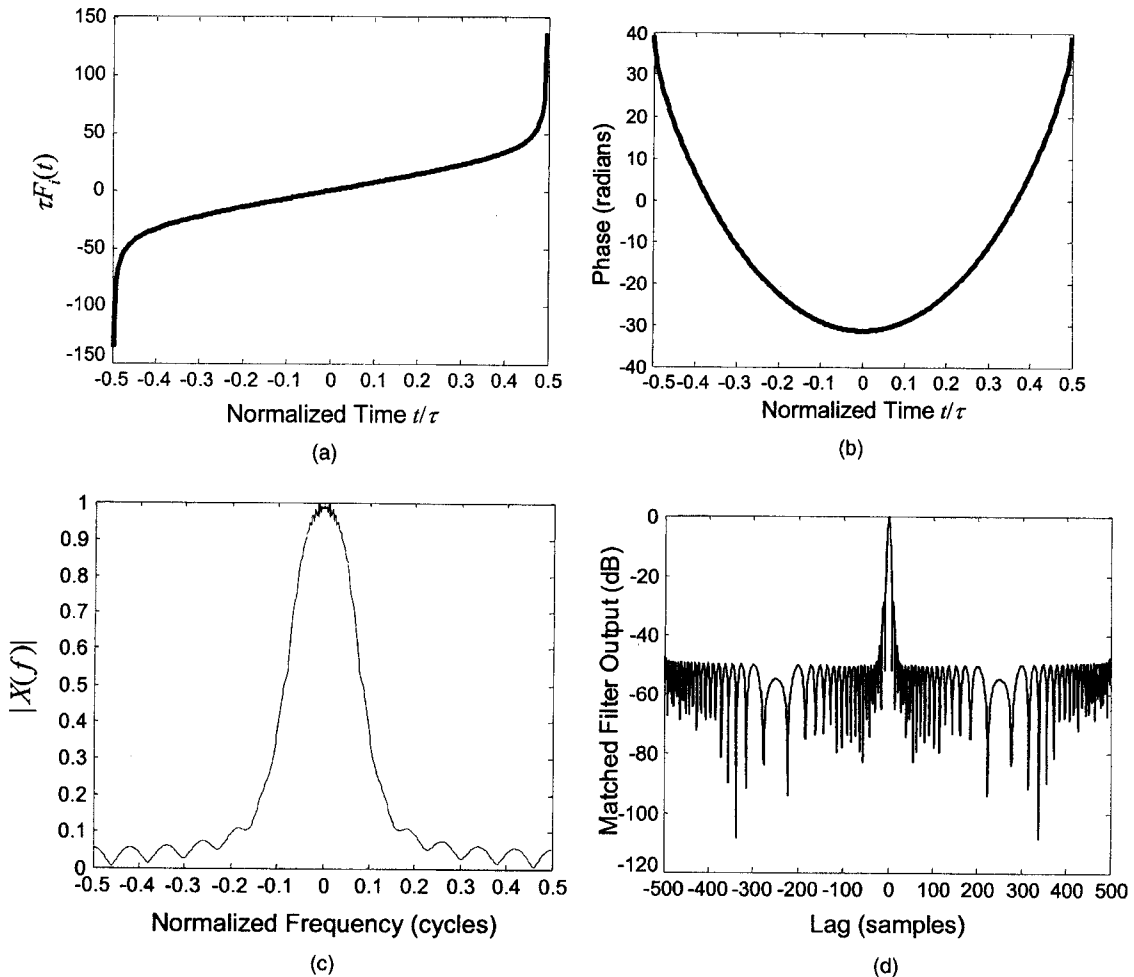 150
100
50
0
-50
-100
-150
τFᵢ(t)
-0.5 -0.4 -0.3 -0.2 -0.1 0 0.1 0.2 0.3 0.4 0.5
Normalized Time t/τ
(a)
40
30
20
10
0
-10
-20
-30
-40
Phase (radians)
-0.5 -0.4 -0.3 -0.2 -0.1 0 0.1 0.2 0.3 0.4 0.5
Normalized Time t/τ
(b)
1
0.9
0.8
0.7
0.6
0.5
0.4
0.3
0.2
0.1
0
|X(f)|
-0.5 -0.4 -0.3 -0.2 -0.1 0 0.1 0.2 0.3 0.4 0.5
Normalized Frequency (cycles)
(c)
0
-20
-40
-60
-80
-100
-120
Matched Filter Output (dB)
-500 -400 -300 -200 -100 0 100 200 300 400 500
Lag (samples)
(d)